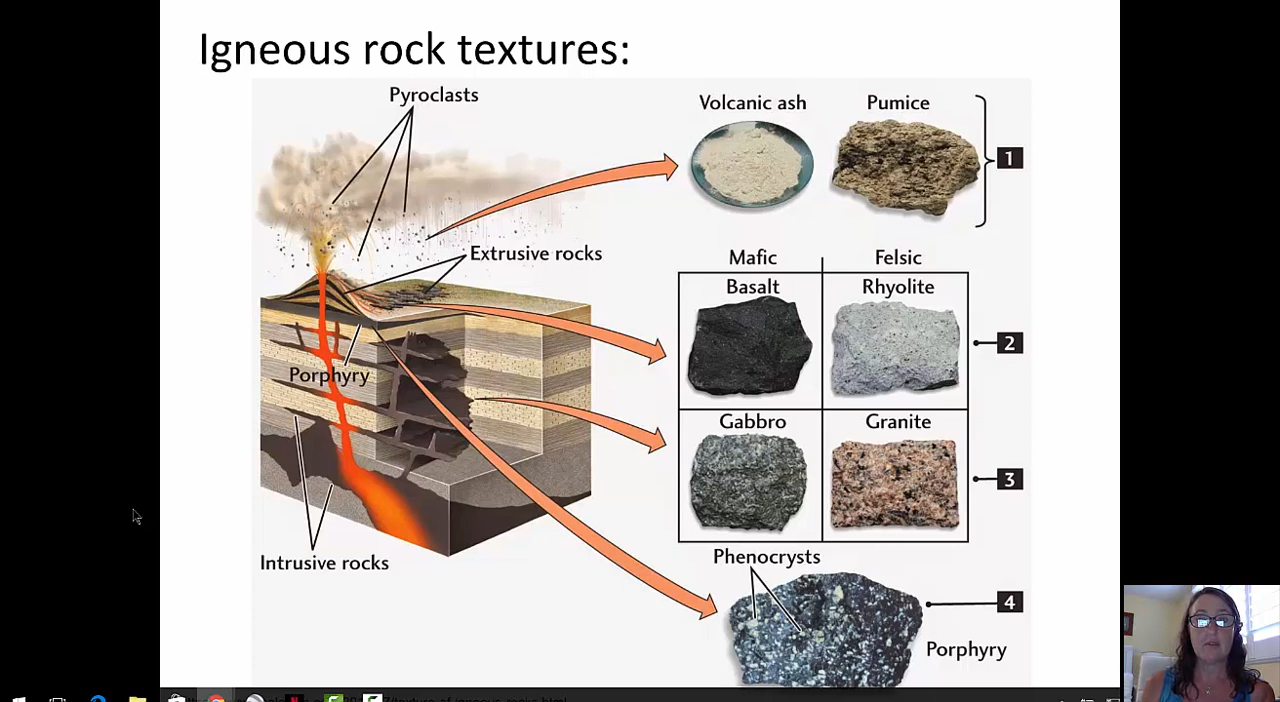 Igneous rock textures:
Pyroclasts
Volcanic ash
Pumice
1
Extrusive rocks
Mafic
Felsic
Basalt
Rhyolite
2
Porphyry
Gabbro
Granite
3
Intrusive rocks
Phenocrysts
4
Porphyry